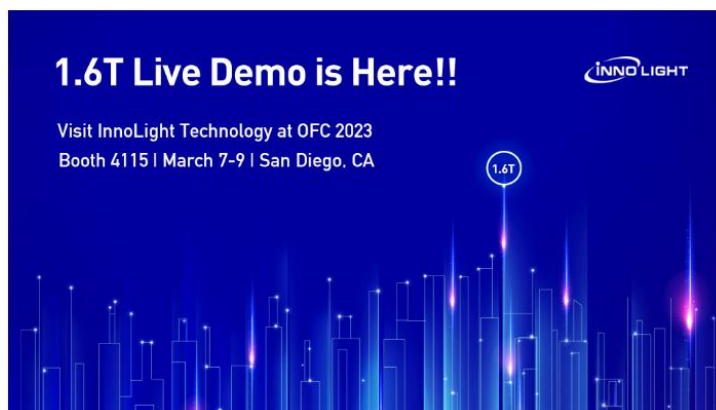 1.6T Live Demo is Here!!
INNOLIGHT
Visit InnoLight Technology at OFC 2023
Booth 4115 | March 7-9 | San Diego, CA
1.6T